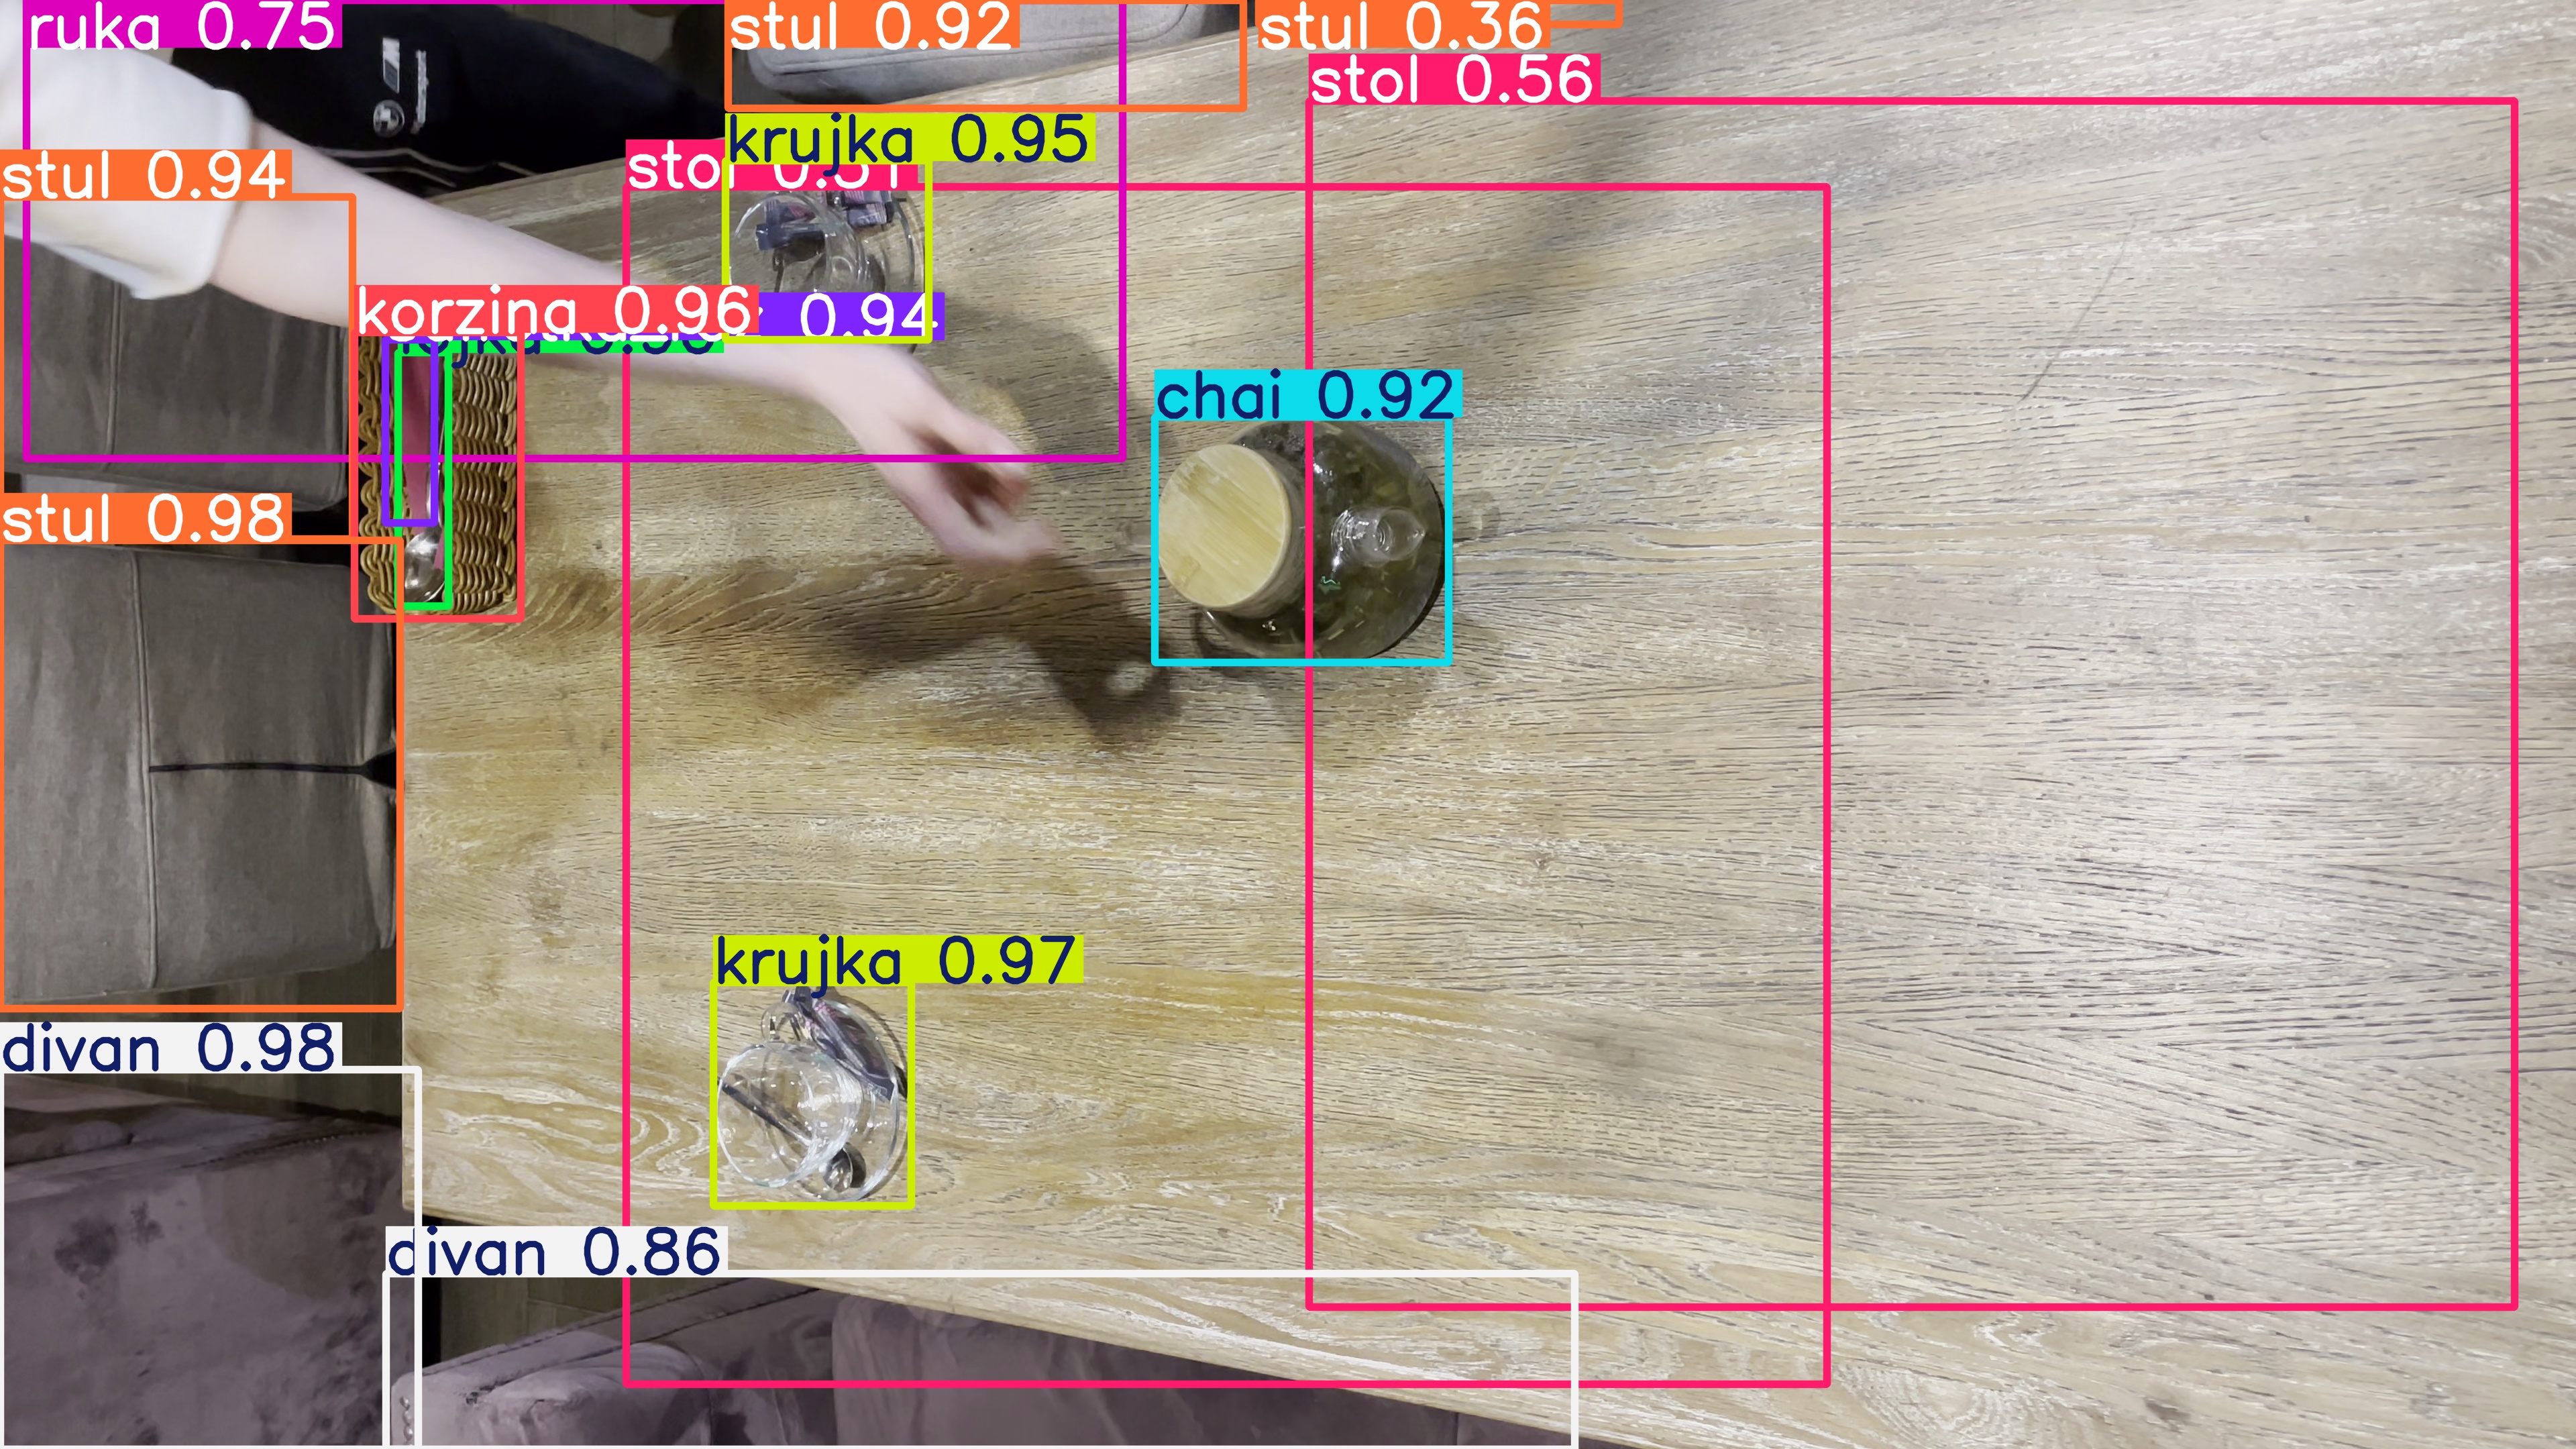 ruka 0.75
stul 0.92
stul 0.36
stol 0.56
krujka 0.95
stul 0.94
korzina 0.96
0.94
chai 0.92
stul 0.98
krujka 0.97
divan 0.98
divan 0.86